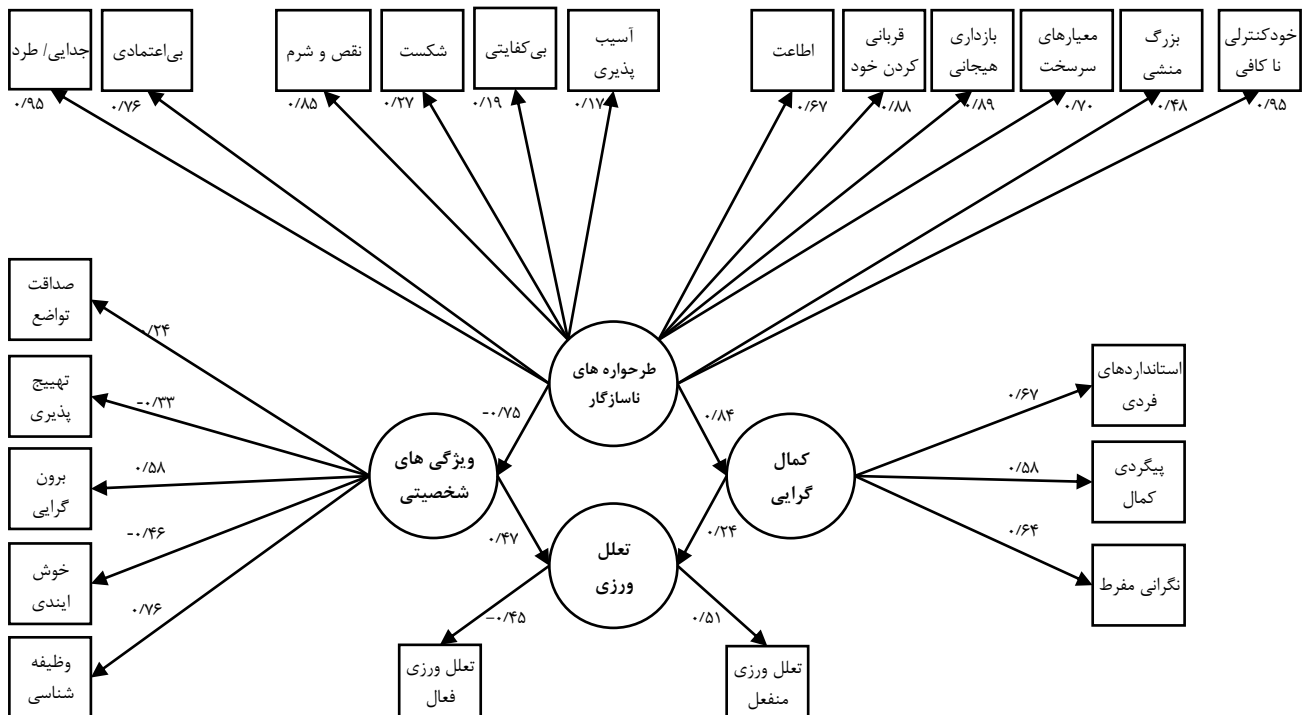 خودکنترلی
نا کافی
بزرگ
منشی
معیارهای
سرسخت
بازداری
هیجانی
قربانی
کردن خود
اطاعت
آسیب
پذیری
بی‌کفایتی
شکست
نقص و شرم
بی‌اعتمادی
جدایی/ طرد
۰/۹۵
۰/۴۸
۰/۷۰
۰/۸۹
۰/۸۸
۰/۶۷
۰/۱۷
۰/۱۹
۰/۲۷
۰/۸۵
۰/۷۶
۰/۹۵
طرحواره های
ناسازگار
۰/۸۴
-۰/۷۵
کمال
گرایی
ویژگی های
شخصیتی
۰/۲۴
۰/۴۷
تعلل
ورزی
۰/۵۱
-۰/۴۵
تعلل ورزی
منفعل
تعلل ورزی
فعال
استانداردهای
فردی
۰/۶۷
پیگردی
کمال
۰/۵۸
نگرانی مفرط
۰/۶۴
صداقت
تواضع
۰/۲۴
تهییج
پذیری
-۰/۳۳
برون
گرایی
۰/۵۸
خوش
ایندی
-۰/۴۶
وظیفه
شناسی
۰/۷۶